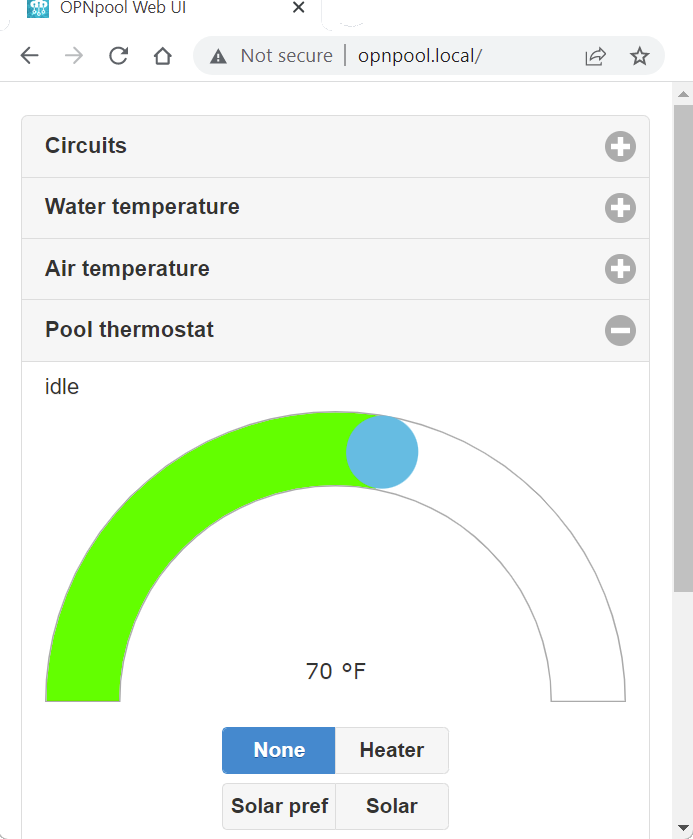 OPNpool Web UI
Not secure | opnpool.local/
Circuits
Water temperature
Air temperature
Pool thermostat
idle
70 °F
None Heater
Solar pref Solar